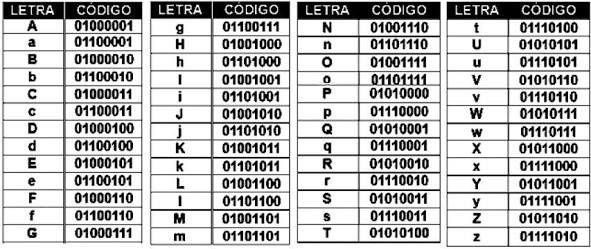 LETRA CÓDIGO
A 01000001
a 01100001
B 01000010
b 01100010
C 01000011
c 01100011
D 01000100
d 01100100
E 01000101
e 01100101
F 01000110
f 01100110
G 01000111
LETRA CÓDIGO
g 01100111
H 01001000
h 01101000
I 01001001
i 01101001
J 01001010
j 01101010
K 01001011
k 01101011
L 01001100
l 01101100
M 01001101
m 01101101
LETRA CÓDIGO
N 01001110
n 01101110
O 01001111
o 01101111
P 01010000
p 01110000
Q 01010001
q 01110001
R 01010010
r 01110010
S 01010011
s 01110011
T 01010100
LETRA CÓDIGO
t 01110100
U 01010101
u 01110101
V 01010110
v 01110110
W 01010111
w 01110111
X 01011000
x 01111000
Y 01011001
y 01111001
Z 01011010
z 01111010